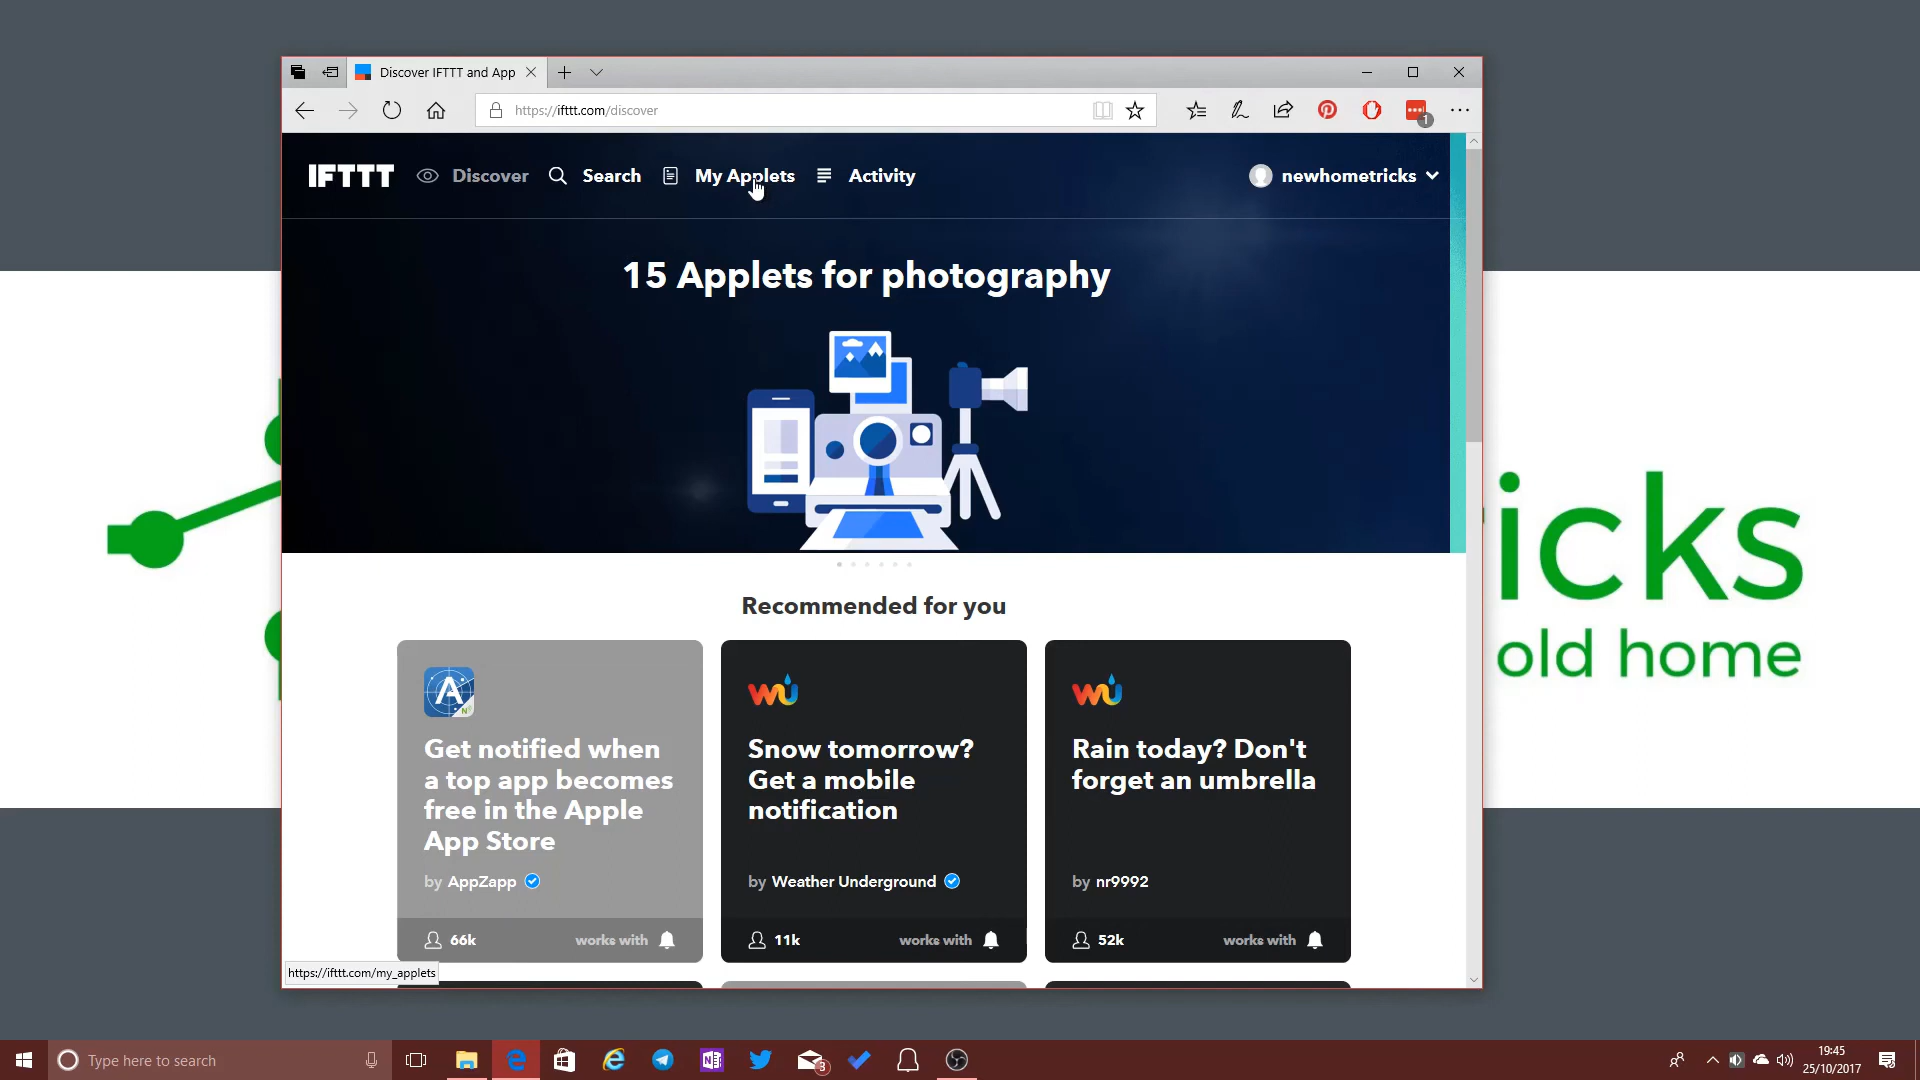 Discover IFTTT and App
https://ifttt.com/discover
1
IFTTT Discover Search My Applets Activity newhometricks
15 Applets for photography
icks
old home
Recommended for you
Get notified when
a top app becomes
free in the Apple
App Store
by AppZapp
66k works with
Snow tomorrow?
Get a mobile
notification
by Weather Underground
11k works with
Rain today? Don't
forget an umbrella
by nr9992
52k works with
https://ifttt.com/my_applets
Type here to search
3
19:45
25/10/2017